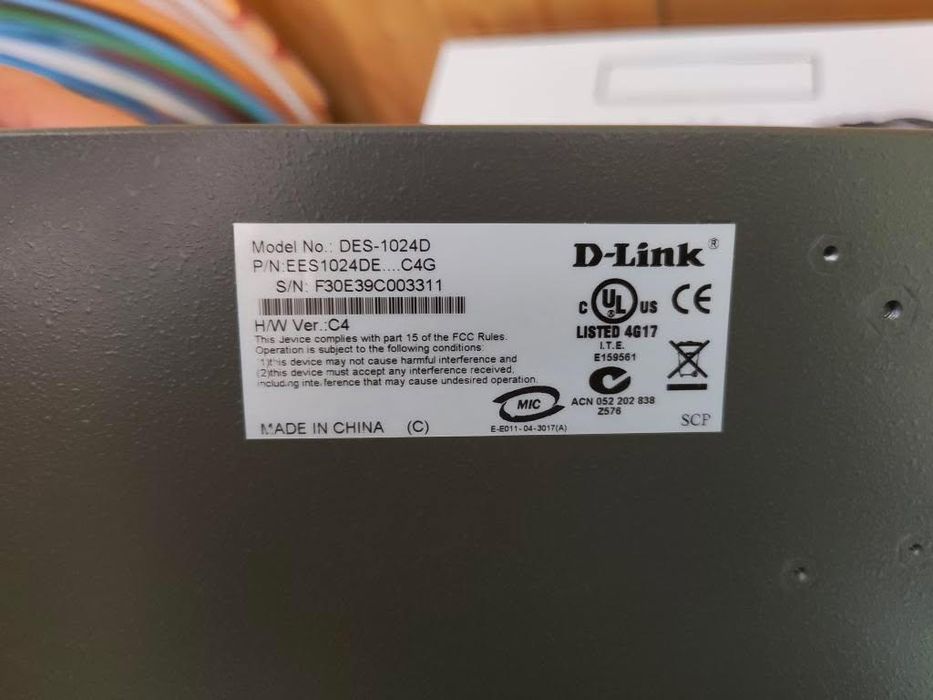 Model No.: DES-1024D
P/N:EES1024DE....C4G
S/N: F30E39C003311
H/W Ver.:C4
This device complies with part 15 of the FCC Rules.
Operation is subject to the following conditions:
(1)this device may not cause harmful interference and
(2)this device must accept any interference received,
including interference that may cause undesired operation.
MADE IN CHINA (C)
D-Link®
C UL® US CE
LISTED 4G17
I.T.E.
E159561
ACN 052 202 838
Z576
MIC
E-E011-04-3017(A)
SCP